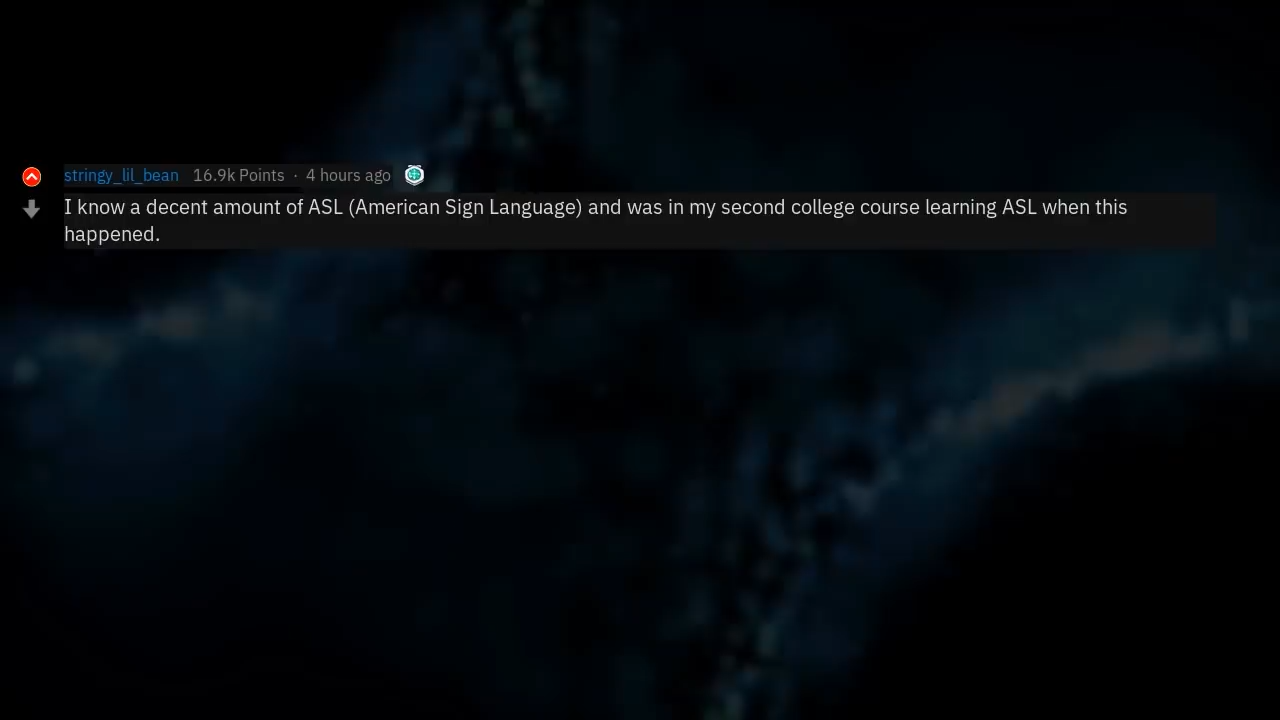 stringy_lil_bean 16.9k Points · 4 hours ago
I know a decent amount of ASL (American Sign Language) and was in my second college course learning ASL when this
happened.